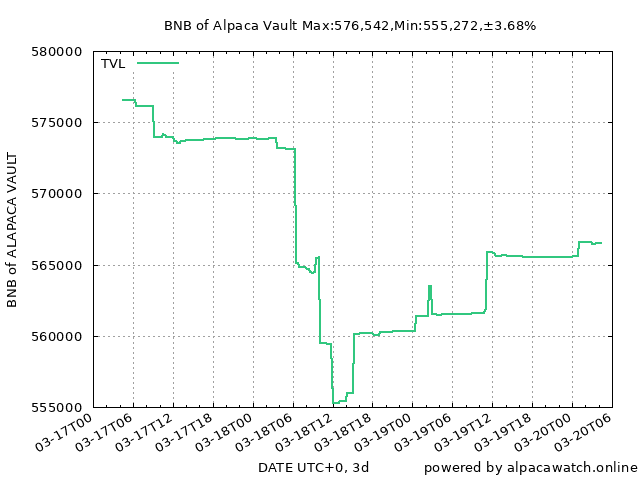 BNB of Alpaca Vault Max:576,542,Min:555,272,±3.68%
580000
575000
570000
565000
560000
555000
TVL
BNB of ALAPACA VAULT
03-17T00
03-17T06
03-17T12
03-17T18
03-18T00
03-18T06
03-18T12
03-18T18
03-19T00
03-19T06
03-19T12
03-19T18
03-20T00
03-20T06
DATE UTC+0, 3d
powered by alpacawatch.online